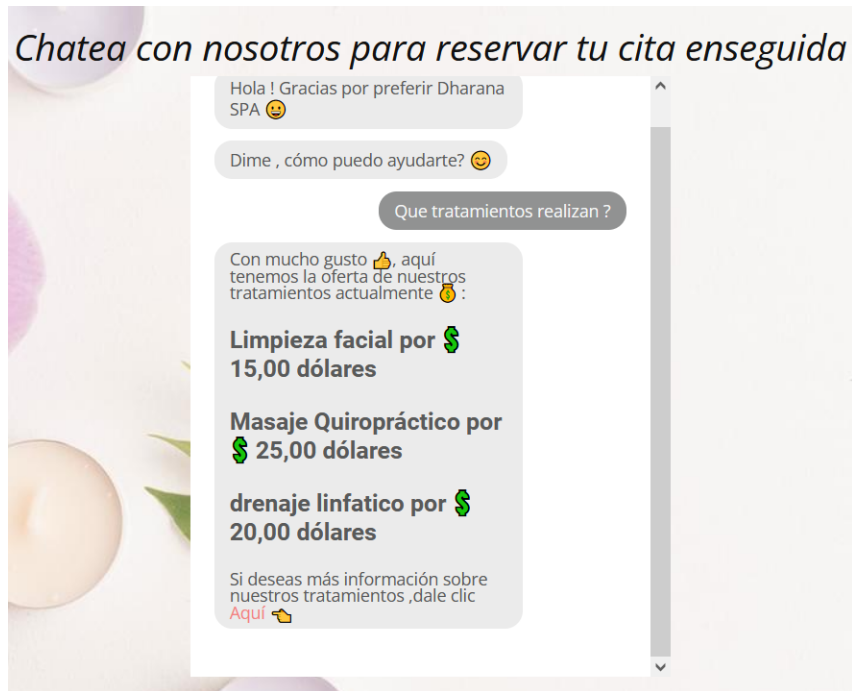 Chatea con nosotros para reservar tu cita enseguida
Hola ! Gracias por preferir Dharana
SPA 😀
Dime , cómo puedo ayudarte? 😊
Que tratamientos realizan ?
Con mucho gusto 👍, aquí
tenemos la oferta de nuestros
tratamientos actualmente 💰 :
Limpieza facial por 💲
15,00 dólares
Masaje Quiropráctico por
💲 25,00 dólares
drenaje linfatico por 💲
20,00 dólares
Si deseas más información sobre
nuestros tratamientos ,dale clic
Aquí 👈